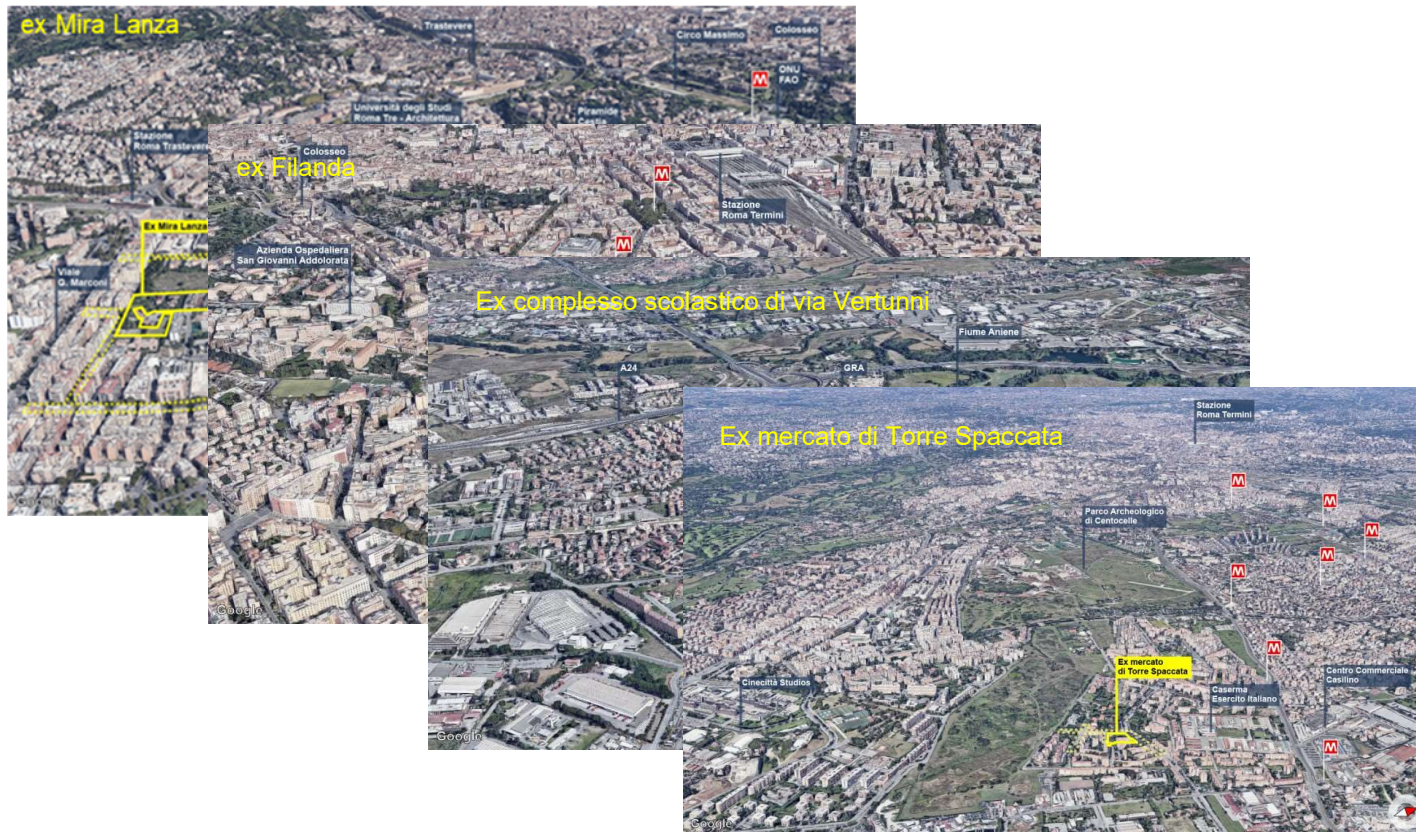 ex Mira Lanza
Trastevere
Circo Massimo
Colosseo
M
ONU
FAO
Università degli Studi
Roma Tre - Architettura
Piramide
Stazione
Roma Trastevere
Ex Mira Lanza
Viale
G. Marconi
ex Filanda
Colosseo
M
Stazione
Roma Termini
M
Azienda Ospedaliera
San Giovanni Addolorata
Google
Ex complesso scolastico di via Vertunni
Fiume Aniene
A24
GRA
Google
Ex mercato di Torre Spaccata
Stazione
Roma Termini
M
M
M
M
M
Parco Archeologico
di Centocelle
M
Ex mercato
di Torre Spaccata
Cinecittà Studios
Caserma
Esercito Italiano
Centro Commerciale
Casilino
M
Google